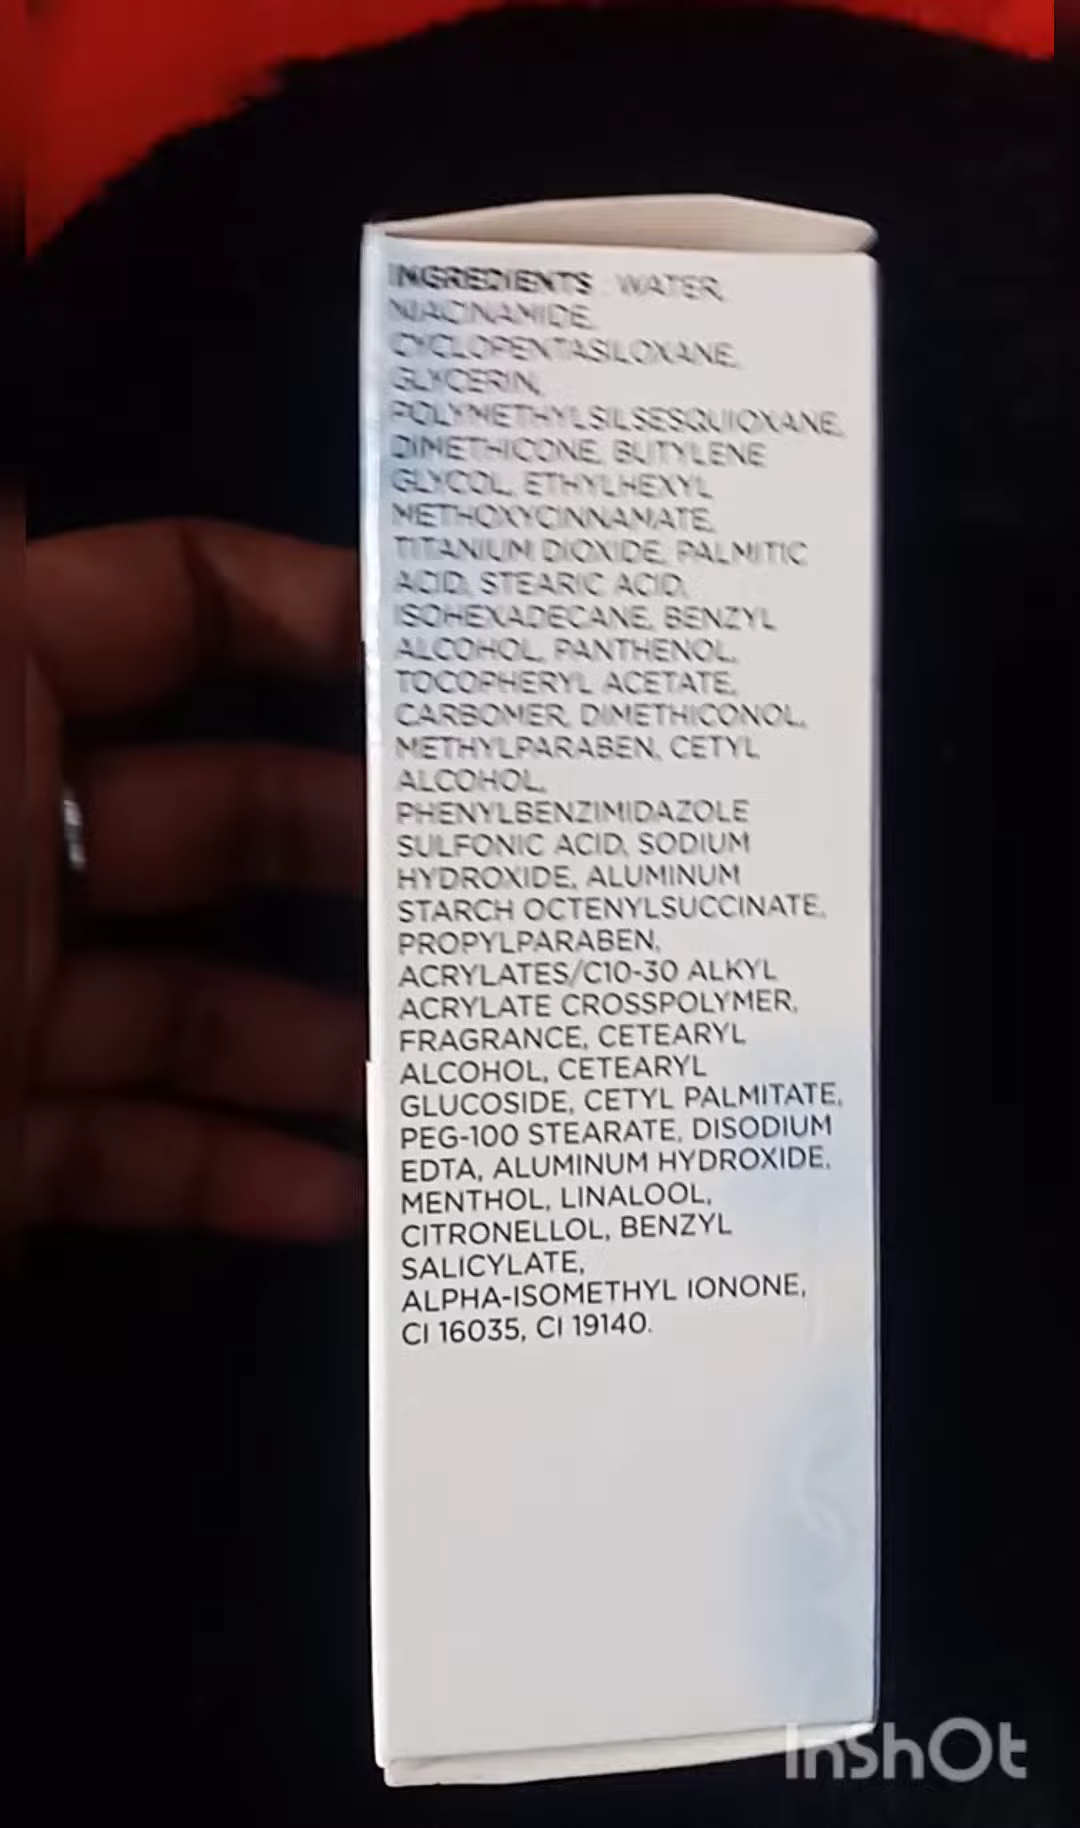 INGREDIENTS : WATER,
NIACINAMIDE,
CYCLOPENTASILOXANE,
GLYCERIN,
POLYMETHYLSILSESQUIOXANE,
DIMETHICONE, BUTYLENE
GLYCOL, ETHYLHEXYL
METHOXYCINNAMATE,
TITANIUM DIOXIDE, PALMITIC
ACID, STEARIC ACID,
ISOHEXADECANE, BENZYL
ALCOHOL, PANTHENOL,
TOCOPHERYL ACETATE,
CARBOMER, DIMETHICONOL,
METHYLPARABEN, CETYL
ALCOHOL,
PHENYLBENZIMIDAZOLE
SULFONIC ACID, SODIUM
HYDROXIDE, ALUMINUM
STARCH OCTENYLSUCCINATE,
PROPYLPARABEN,
ACRYLATES/C10-30 ALKYL
ACRYLATE CROSSPOLYMER,
FRAGRANCE, CETEARYL
ALCOHOL, CETEARYL
GLUCOSIDE, CETYL PALMITATE,
PEG-100 STEARATE, DISODIUM
EDTA, ALUMINUM HYDROXIDE,
MENTHOL, LINALOOL,
CITRONELLOL, BENZYL
SALICYLATE,
ALPHA-ISOMETHYL IONONE,
CI 16035, CI 19140.
InShOt